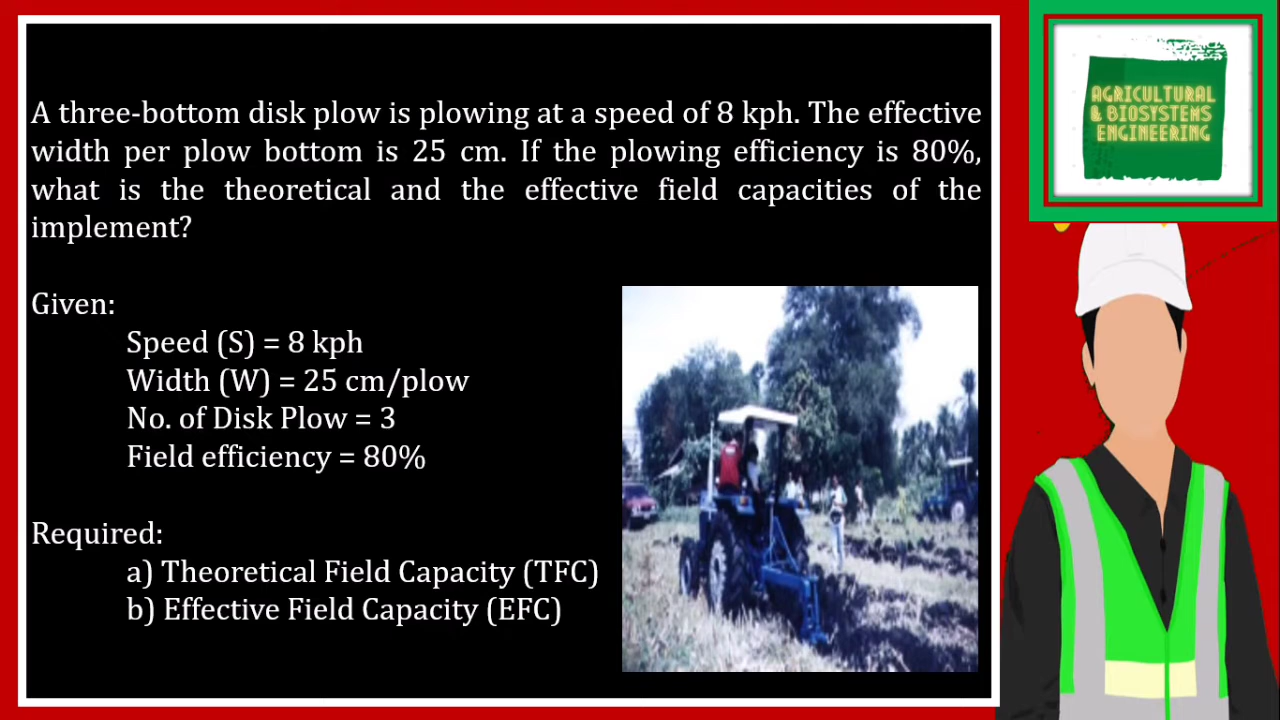 A three-bottom disk plow is plowing at a speed of 8 kph. The effective
width per plow bottom is 25 cm. If the plowing efficiency is 80%,
what is the theoretical and the effective field capacities of the
implement?
Given:
Speed (S) = 8 kph
Width (W) = 25 cm/plow
No. of Disk Plow = 3
Field efficiency = 80%
Required:
a) Theoretical Field Capacity (TFC)
b) Effective Field Capacity (EFC)
AGRICULTURAL
& BIOSYSTEMS
ENGINEERING